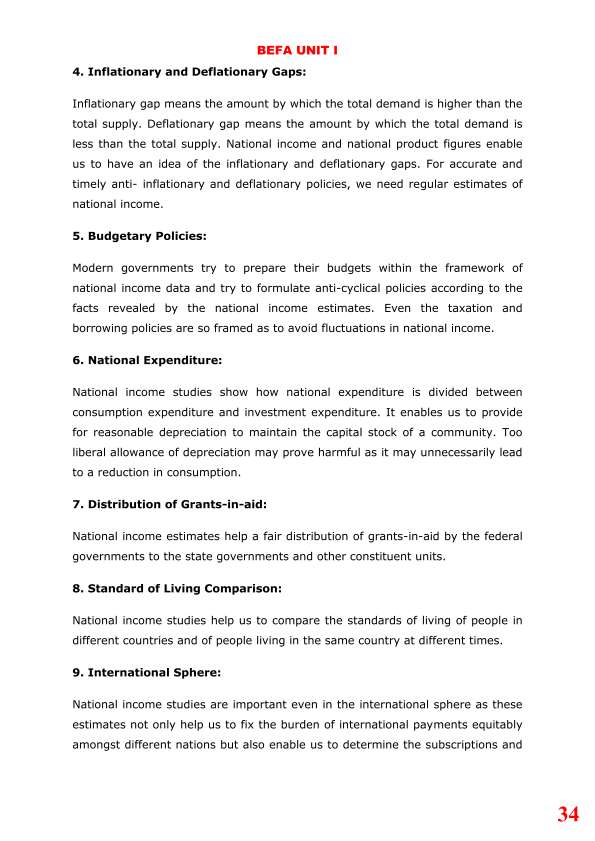 BEFA UNIT I
4. Inflationary and Deflationary Gaps:
Inflationary gap means the amount by which the total demand is higher than the
total supply. Deflationary gap means the amount by which the total demand is
less than the total supply. National income and national product figures enable
us to have an idea of the inflationary and deflationary gaps. For accurate and
timely anti- inflationary and deflationary policies, we need regular estimates of
national income.
5. Budgetary Policies:
Modern governments try to prepare their budgets within the framework of
national income data and try to formulate anti-cyclical policies according to the
facts revealed by the national income estimates. Even the taxation and
borrowing policies are so framed as to avoid fluctuations in national income.
6. National Expenditure:
National income studies show how national expenditure is divided between
consumption expenditure and investment expenditure. It enables us to provide
for reasonable depreciation to maintain the capital stock of a community. Too
liberal allowance of depreciation may prove harmful as it may unnecessarily lead
to a reduction in consumption.
7. Distribution of Grants-in-aid:
National income estimates help a fair distribution of grants-in-aid by the federal
governments to the state governments and other constituent units.
8. Standard of Living Comparison:
National income studies help us to compare the standards of living of people in
different countries and of people living in the same country at different times.
9. International Sphere:
National income studies are important even in the international sphere as these
estimates not only help us to fix the burden of international payments equitably
amongst different nations but also enable us to determine the subscriptions and
34